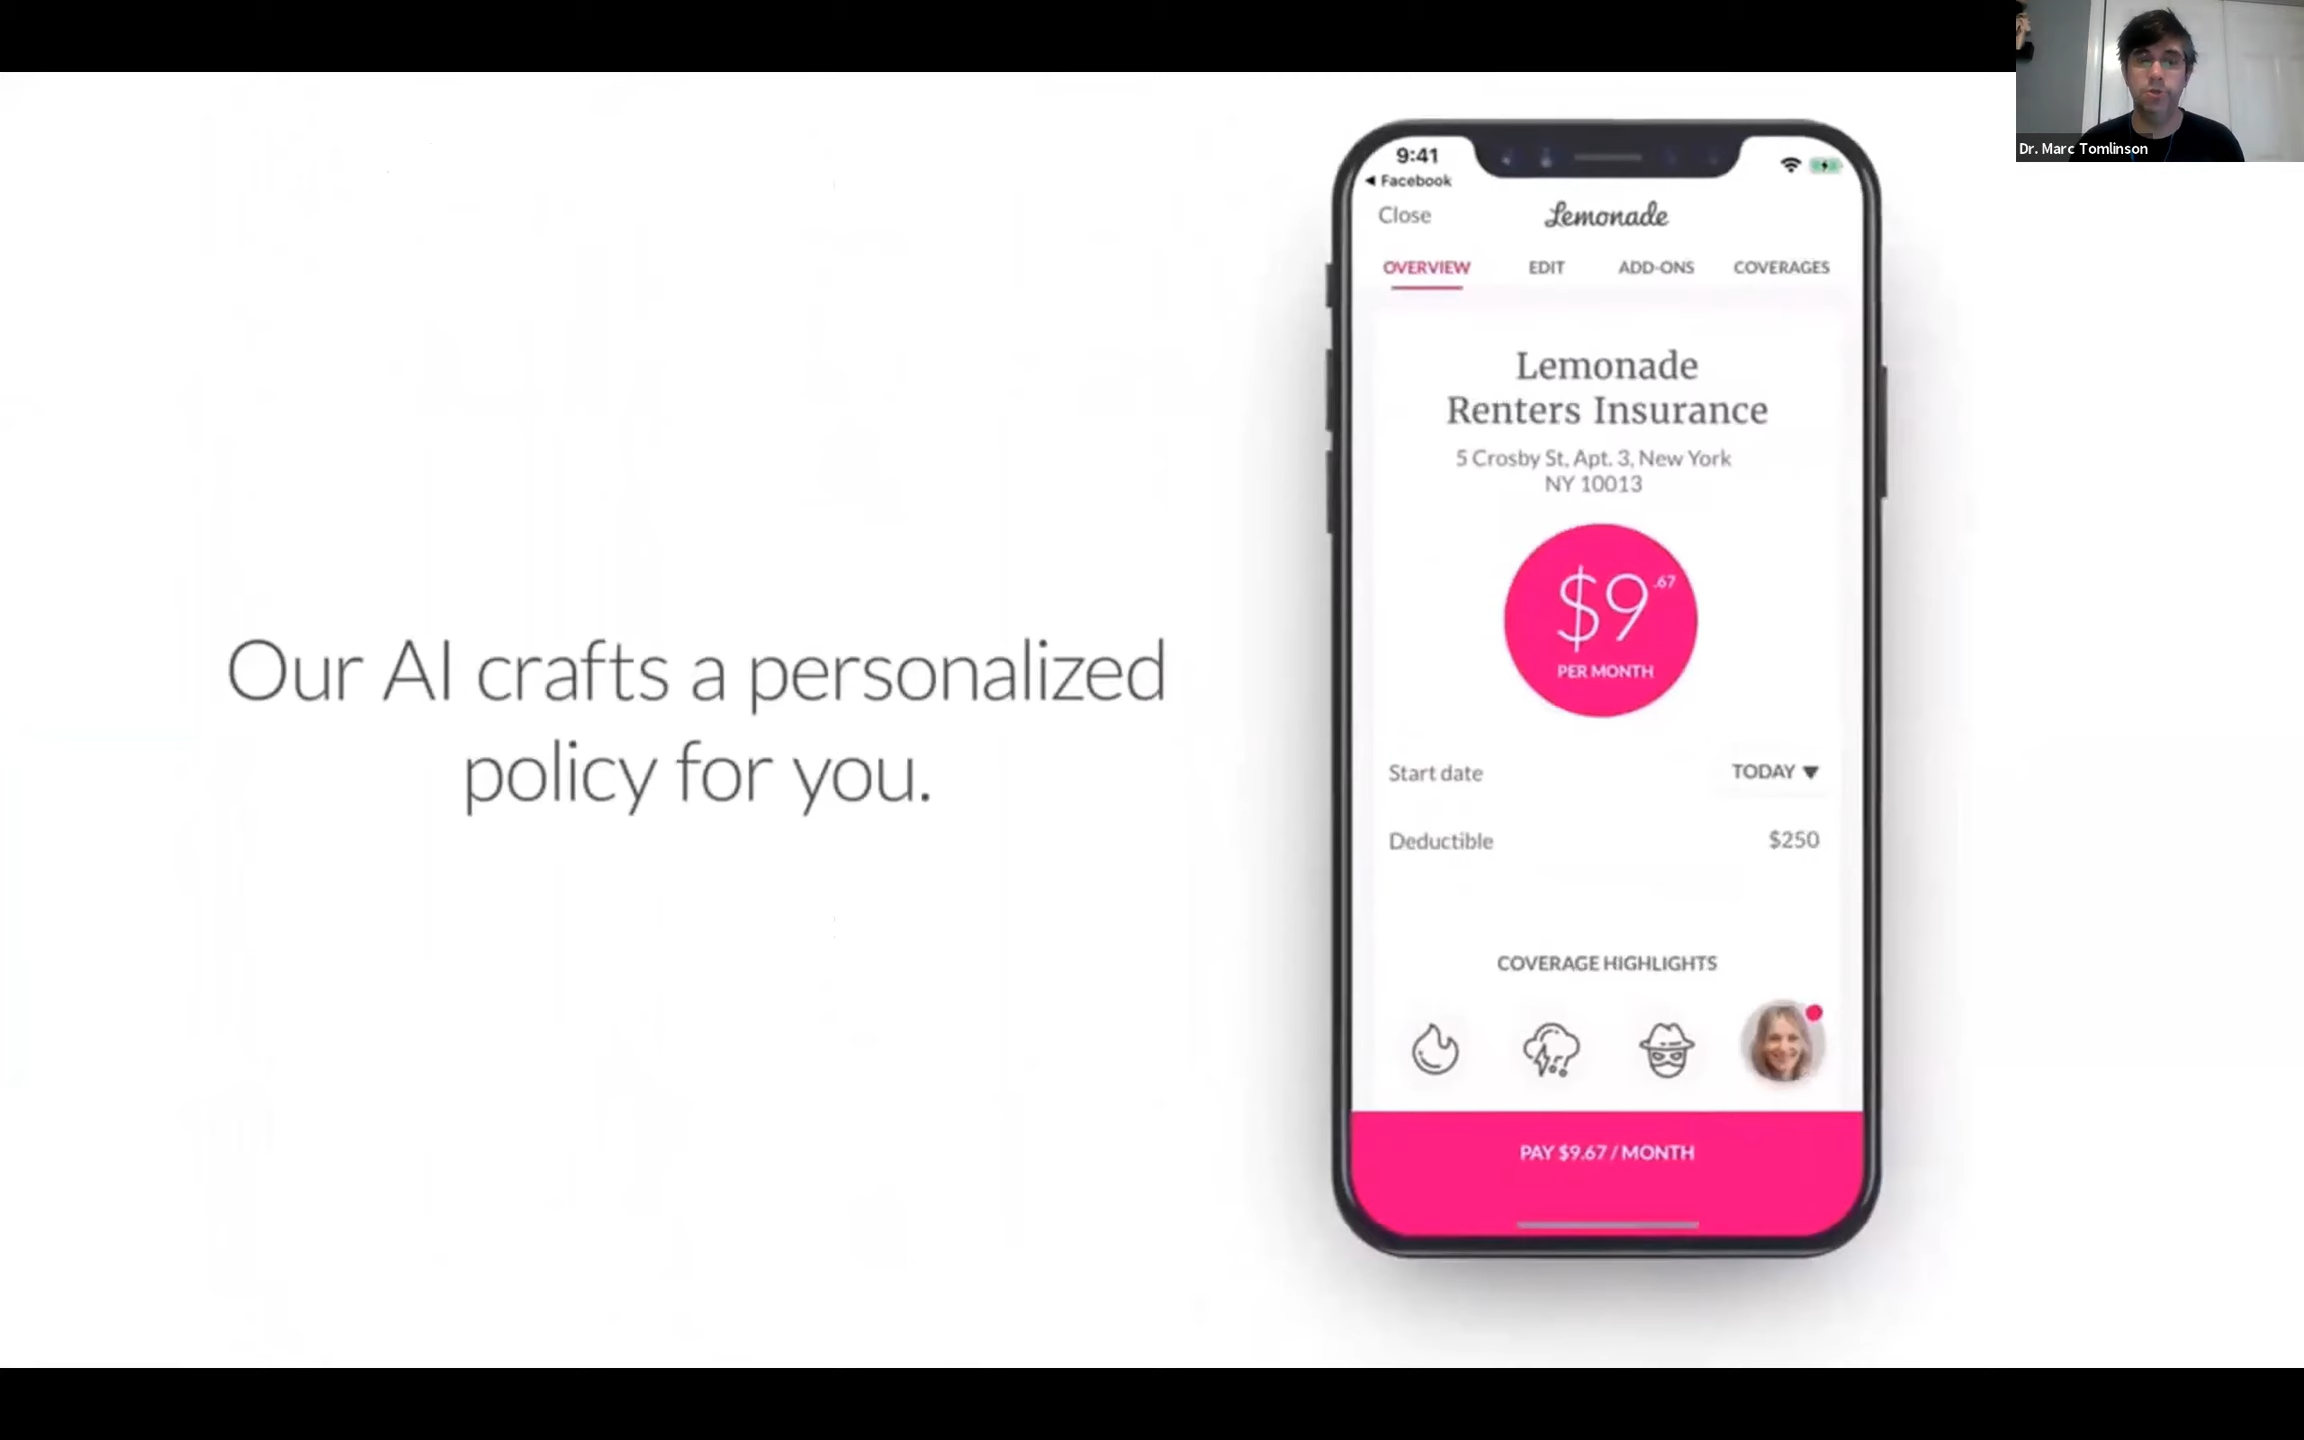 Dr. Marc Tomlinson
Our AI crafts a personalized
policy for you.
9:41
◀ Facebook
Close
Lemonade
OVERVIEW EDIT ADD-ONS COVERAGES
Lemonade
Renters Insurance
5 Crosby St, Apt. 3, New York
NY 10013
$9.67
PER MONTH
Start date TODAY ▼
Deductible $250
COVERAGE HIGHLIGHTS
PAY $9.67 / MONTH